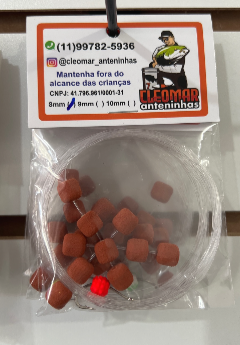 (11)99782-5936
@cleomar_anteninhas
Mantenha fora do
alcance das crianças
CNPJ: 41.796.961/0001-31
8mm ( ) 9mm ( ) 10mm ( )
CLEOMAR
anteninhas